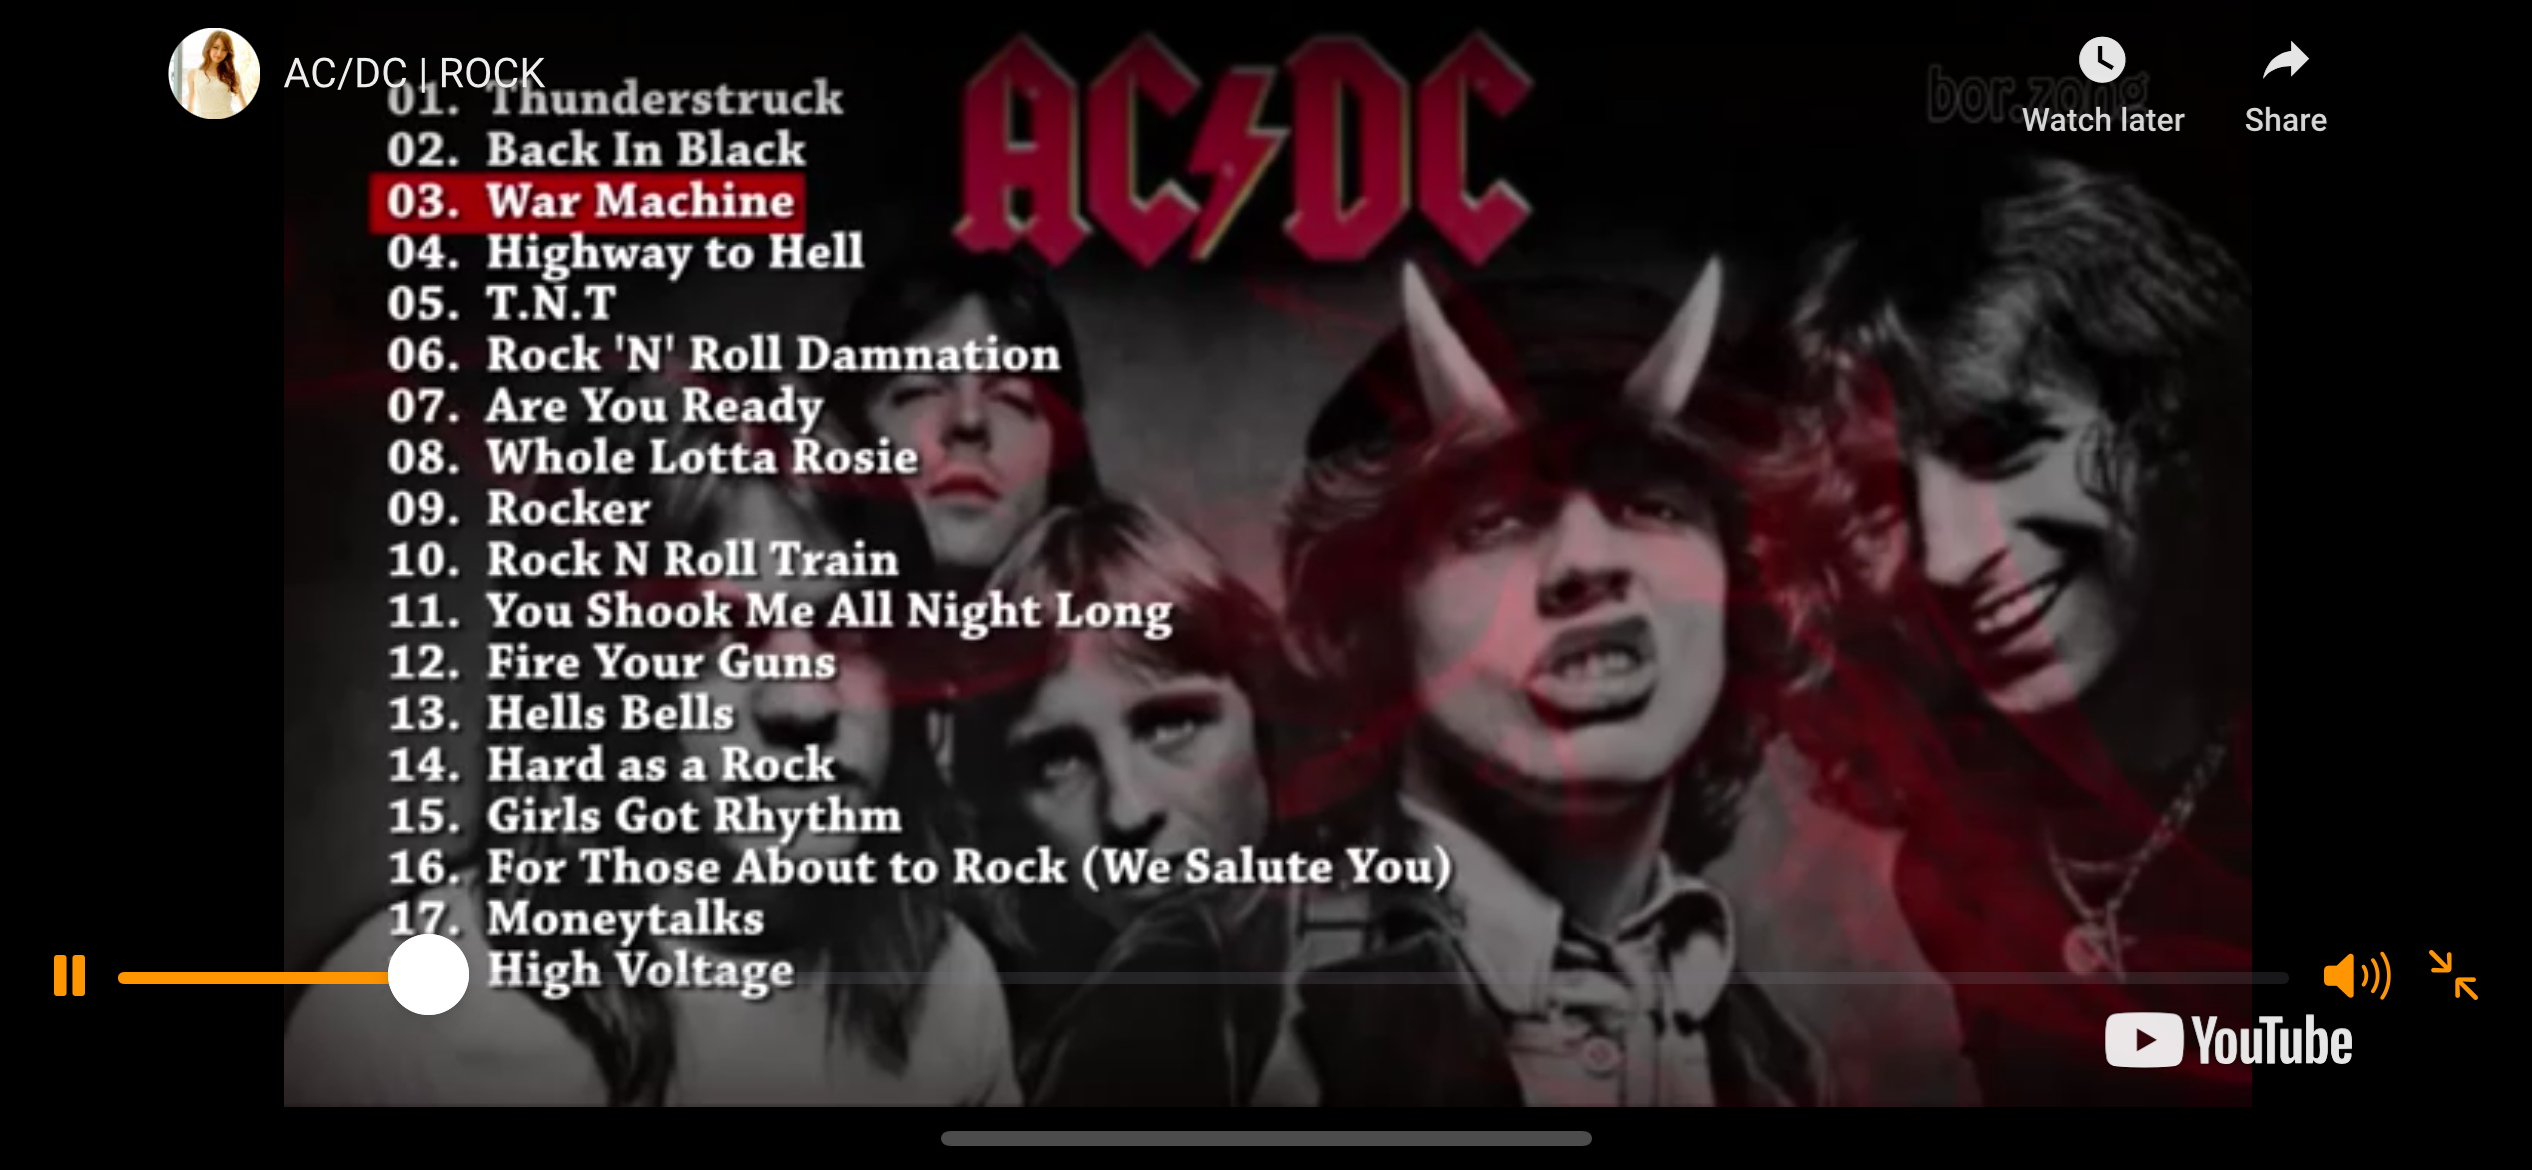 AC/DC | ROCK
AC DC
bor.zong
Watch later
Share
01. Thunderstruck
02. Back In Black
03. War Machine
04. Highway to Hell
05. T.N.T
06. Rock 'N' Roll Damnation
07. Are You Ready
08. Whole Lotta Rosie
09. Rocker
10. Rock N Roll Train
11. You Shook Me All Night Long
12. Fire Your Guns
13. Hells Bells
14. Hard as a Rock
15. Girls Got Rhythm
16. For Those About to Rock (We Salute You)
17. Moneytalks
High Voltage
YouTube